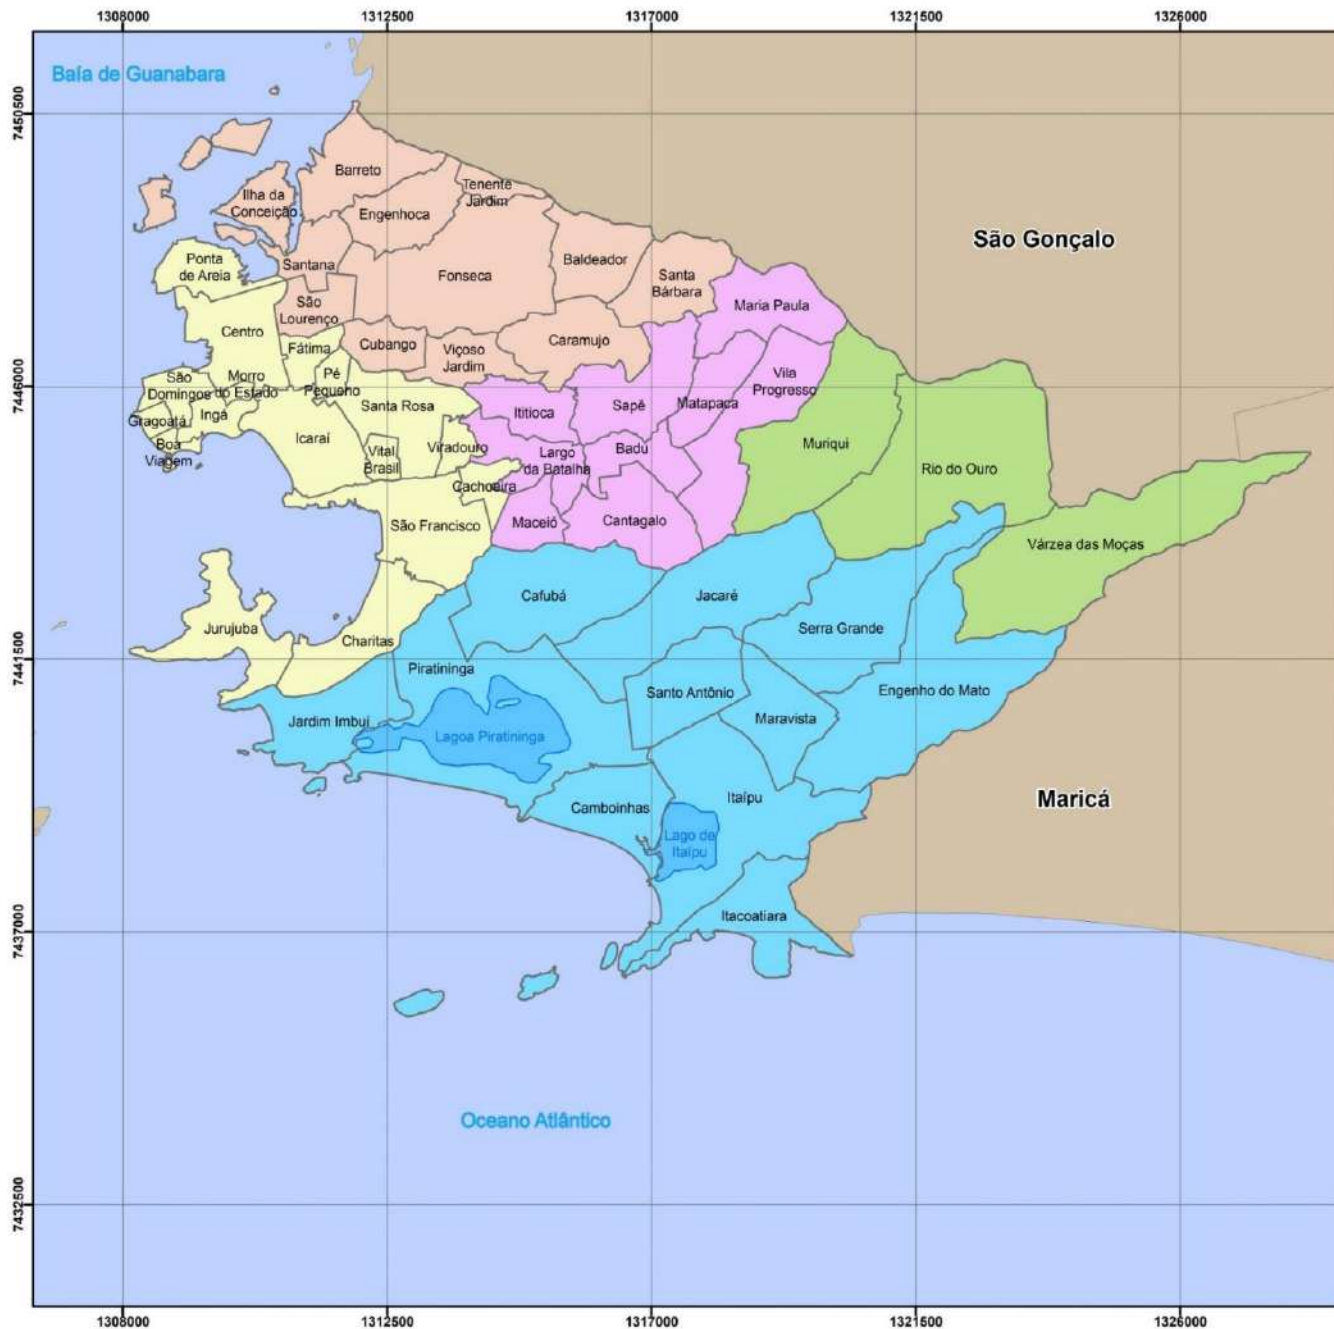 1308000
1312500
1317000
1321500
1326000
Baía de Guanabara
7450500
Barreto
Tenente
Jardim
Ilha da
Conceição
Engenhoca
São Gonçalo
Ponta
de Areia
Santana
Fonseca
Baldeador
Santa
Bárbara
São
Lourenço
Maria Paula
Centro
Fátima
Cubango
Viçoso
Jardim
Caramujo
7446000
São
Domingos
Morro
do Estado
Pé
Pequeno
Vila
Progresso
Gragoatá
Ingá
Santa Rosa
Ititioca
Sapê
Matapaca
Boa
Viagem
Icaraí
Vital
Brasil
Viradouro
Largo
da Batalha
Badu
Muriqui
Rio do Ouro
Cachoeira
São Francisco
Maceió
Cantagalo
Várzea das Moças
Cafubá
Jacaré
Jurujuba
Charitas
Serra Grande
7441500
Piratininga
Santo Antônio
Engenho do Mato
Jardim Imbuí
Lagoa Piratininga
Maravista
Camboinhas
Itaípu
Maricá
Lago de
Itaípu
Itacoatiara
7437000
Oceano Atlântico
7432500
1308000
1312500
1317000
1321500
1326000